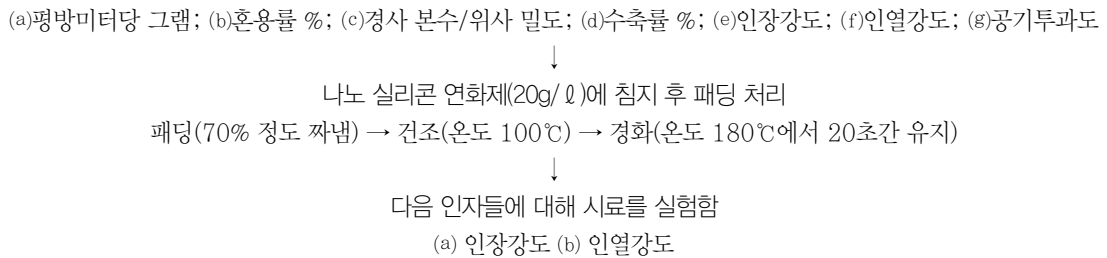 (a)평방미터당 그램; (b)혼용률 %; (c)경사 본수/위사 밀도; (d)수축률 %; (e)인장강도; (f)인열강도; (g)공기투과도
↓
나노 실리콘 연화제(20g/ℓ)에 침지 후 패딩 처리
패딩(70% 정도 짜냄) → 건조(온도 100℃) → 경화(온도 180℃에서 20초간 유지)
↓
다음 인자들에 대해 시료를 실험함
(a) 인장강도 (b) 인열강도